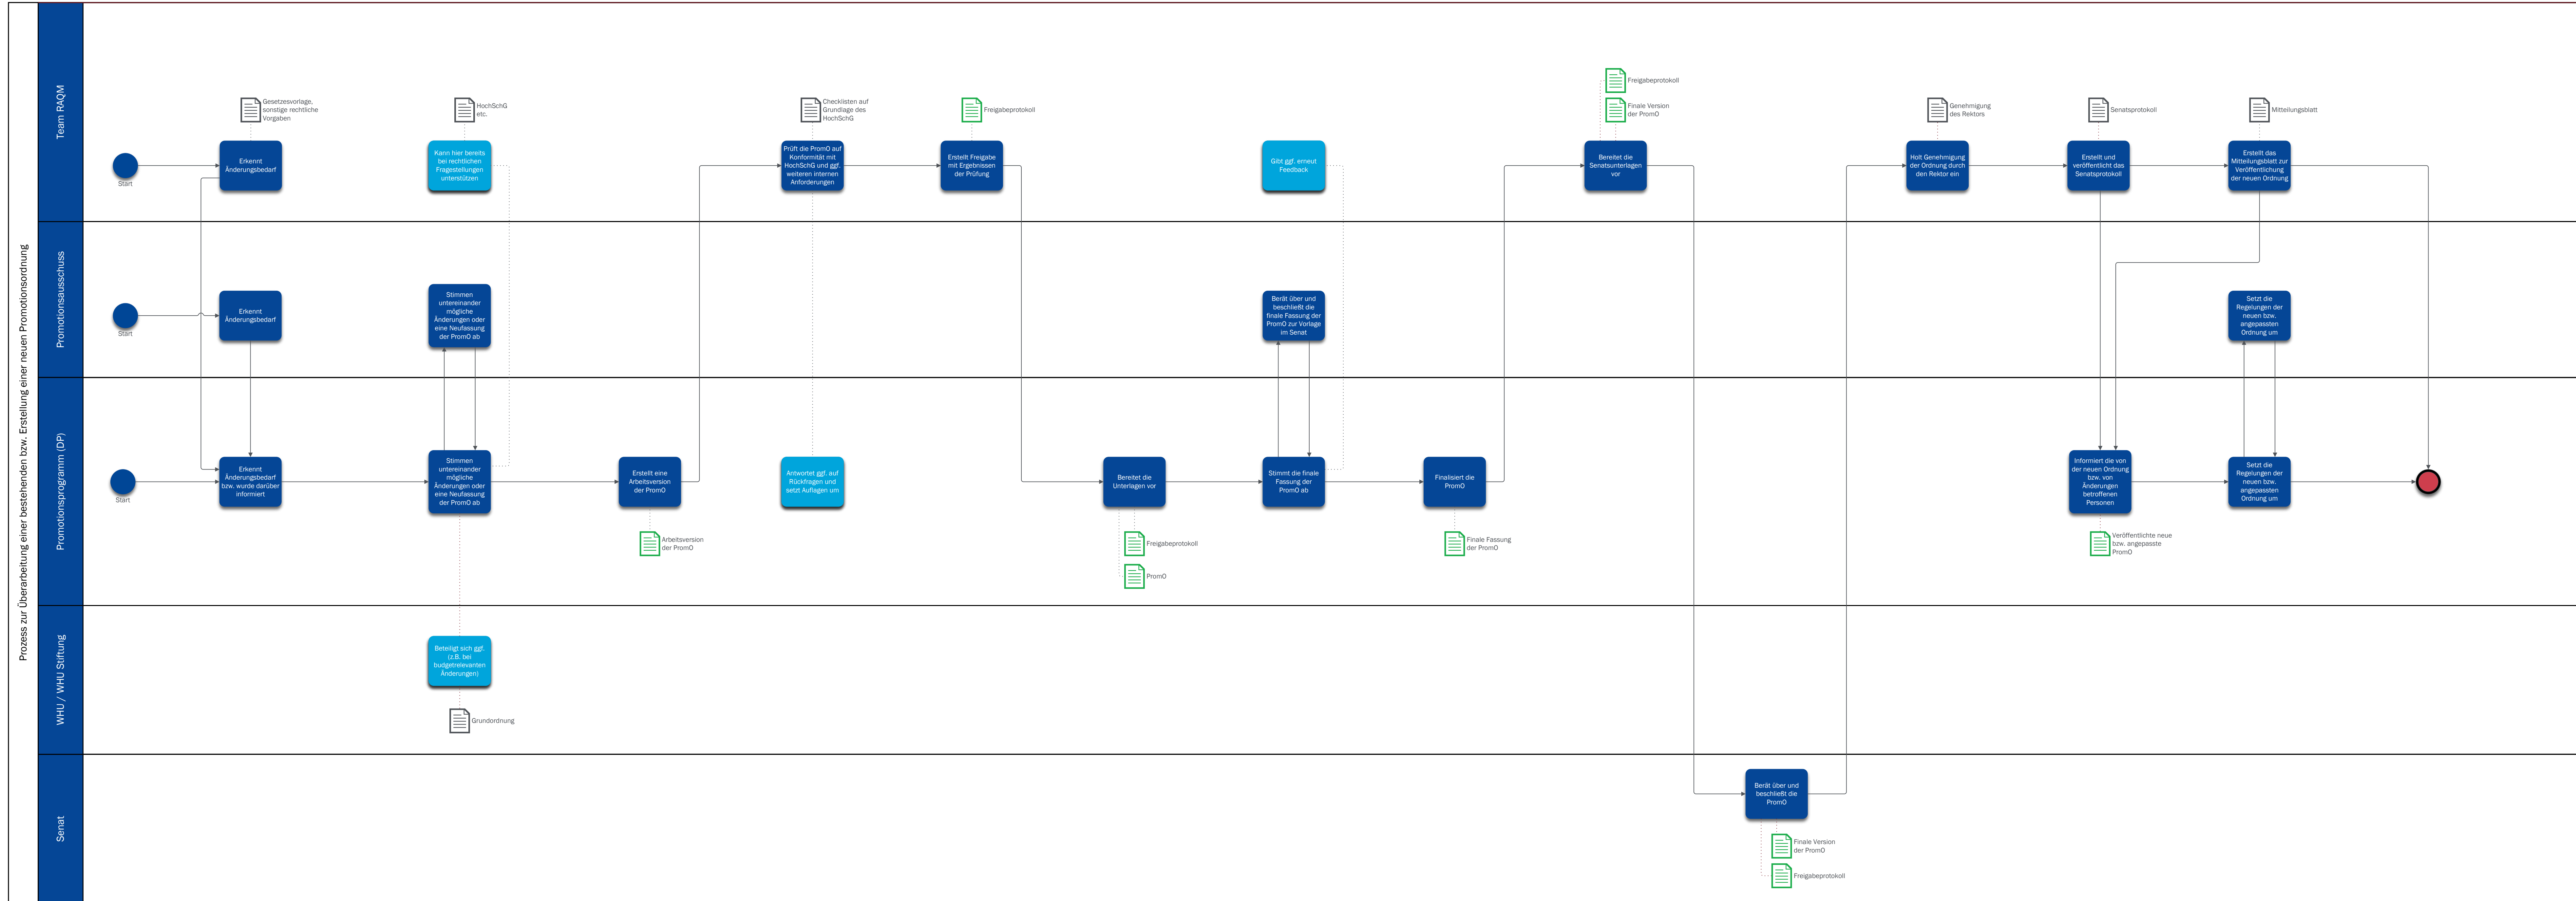 Prozess zur Überarbeitung einer bestehenden bzw. Erstellung einer neuen Promotionsordnung
Team RAQM
Start
Gesetzesvorlage,
sonstige rechtliche
Vorgaben
Erkennt
Änderungsbedarf
HochSchG
etc.
Kann hier bereits
bei rechtlichen
Fragestellungen
unterstützen
Checklisten auf
Grundlage des
HochSchG
Prüft die PromO auf
Konformität mit
HochSchG und ggf.
weiteren internen
Anforderungen
Freigabeprotokoll
Erstellt Freigabe
mit Ergebnissen
der Prüfung
Gibt ggf. erneut
Feedback
Freigabeprotokoll
Finale Version
der PromO
Bereitet die
Senatsunterlagen
vor
Genehmigung
des Rektors
Holt Genehmigung
der Ordnung durch
den Rektor ein
Senatsprotokoll
Erstellt und
veröffentlicht das
Senatsprotokoll
Mitteilungsblatt
Erstellt das
Mitteilungsblatt zur
Veröffentlichung
der neuen Ordnung
Promotionsausschuss
Start
Erkennt
Änderungsbedarf
Stimmen
untereinander
mögliche
Änderungen oder
eine Neufassung
der PromO ab
Berät über und
beschließt die
finale Fassung der
PromO zur Vorlage
im Senat
Setzt die
Regelungen der
neuen bzw.
angepassten
Ordnung um
Promotionsprogramm (DP)
Start
Erkennt
Änderungsbedarf
bzw. wurde darüber
informiert
Stimmen
untereinander
mögliche
Änderungen oder
eine Neufassung
der PromO ab
Erstellt eine
Arbeitsversion
der PromO
Arbeitsversion
der PromO
Antwortet ggf. auf
Rückfragen und
setzt Auflagen um
Bereitet die
Unterlagen vor
Freigabeprotokoll
PromO
Stimmt die finale
Fassung der
PromO ab
Finalisiert die
PromO
Finale Fassung
der PromO
Informiert die von
der neuen Ordnung
bzw. von
Änderungen
betroffenen
Personen
Veröffentlichte neue
bzw. angepasste
PromO
Setzt die
Regelungen der
neuen bzw.
angepassten
Ordnung um
WHU / WHU Stiftung
Beteiligt sich ggf.
(z.B. bei
budgetrelevanten
Änderungen)
Grundordnung
Senat
Berät über und
beschließt die
PromO
Finale Version
der PromO
Freigabeprotokoll